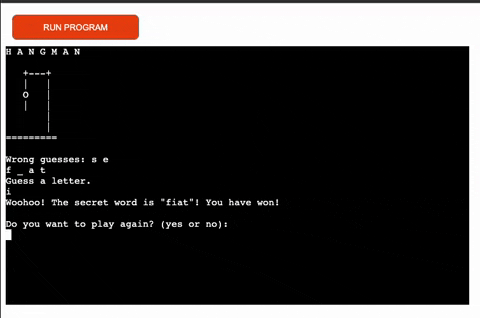 RUN PROGRAM
H A N G M A N
+---+
|   |
O   |
|   |
    |
    |
=========
Wrong guesses: s e
f _ a t
Guess a letter.
i
Woohoo! The secret word is "fiat"! You have won!
Do you want to play again? (yes or no):